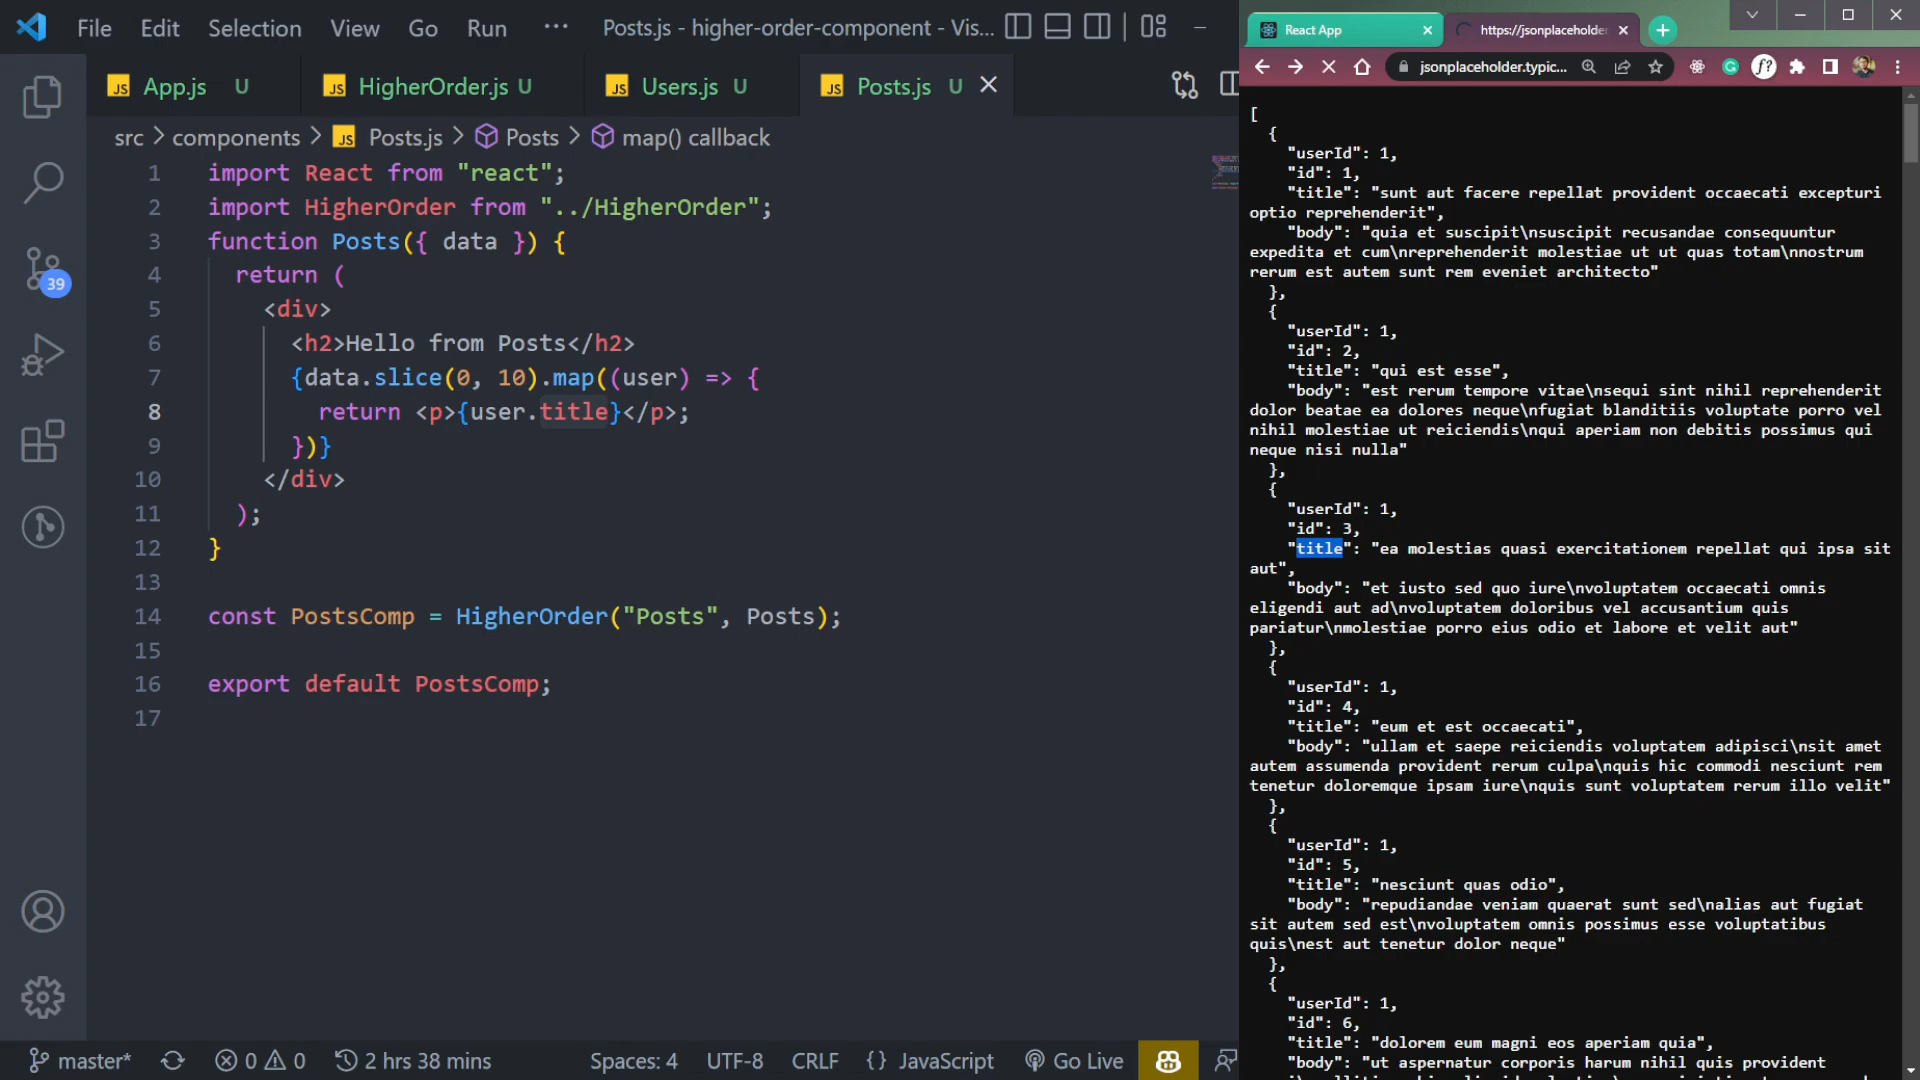 File Edit Selection View Go Run ··· Posts.js - higher-order-component - Vis...
App.js U HigherOrder.js U Users.js U Posts.js U
src > components > JS Posts.js > Posts > map() callback
1 import React from "react";
2 import HigherOrder from "../HigherOrder";
3 function Posts({ data }) {
4 return (
5 <div>
6 <h2>Hello from Posts</h2>
7 {data.slice(0, 10).map((user) => {
8 return <p>{user.title}</p>;
9 })}
10 </div>
11 );
12 }
13
14 const PostsComp = HigherOrder("Posts", Posts);
15
16 export default PostsComp;
17
39
master* 0 0 2 hrs 38 mins Spaces: 4 UTF-8 CRLF {} JavaScript Go Live
React App https://jsonplaceholde
jsonplaceholder.typic...
[
{
"userId": 1,
"id": 1,
"title": "sunt aut facere repellat provident occaecati excepturi
optio reprehenderit",
"body": "quia et suscipit\nsuscipit recusandae consequuntur
expedita et cum\nreprehenderit molestiae ut ut quas totam\nnostrum
rerum est autem sunt rem eveniet architecto"
},
{
"userId": 1,
"id": 2,
"title": "qui est esse",
"body": "est rerum tempore vitae\nsequi sint nihil reprehenderit
dolor beatae ea dolores neque\nfugiat blanditiis voluptate porro vel
nihil molestiae ut reiciendis\nqui aperiam non debitis possimus qui
neque nisi nulla"
},
{
"userId": 1,
"id": 3,
"title": "ea molestias quasi exercitationem repellat qui ipsa sit
aut",
"body": "et iusto sed quo iure\nvoluptatem occaecati omnis
eligendi aut ad\nvoluptatem doloribus vel accusantium quis
pariatur\nmolestiae porro eius odio et labore et velit aut"
},
{
"userId": 1,
"id": 4,
"title": "eum et est occaecati",
"body": "ullam et saepe reiciendis voluptatem adipisci\nsit amet
autem assumenda provident rerum culpa\nquis hic commodi nesciunt rem
tenetur doloremque ipsam iure\nquis sunt voluptatem rerum illo velit"
},
{
"userId": 1,
"id": 5,
"title": "nesciunt quas odio",
"body": "repudiandae veniam quaerat sunt sed\nalias aut fugiat
sit autem sed est\nvoluptatem omnis possimus esse voluptatibus
quis\nest aut tenetur dolor neque"
},
{
"userId": 1,
"id": 6,
"title": "dolorem eum magni eos aperiam quia",
"body": "ut aspernatur corporis harum nihil quis provident